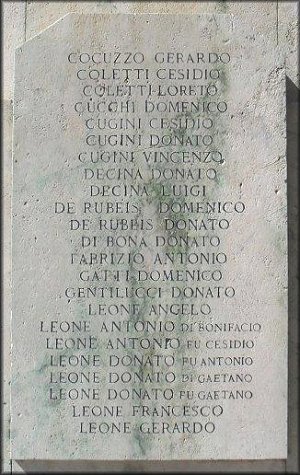 COCUZZO GERARDO
COLETTI CESIDIO
COLETTI LORETO
CUCCHI DOMENICO
CUGINI CESIDIO
CUGINI DONATO
CUGINI VINCENZO
DECINA DONATO
DECINA LUIGI
DE RUBEIS DOMENICO
DE RUBEIS DONATO
DI BONA DONATO
FABRIZIO ANTONIO
GATTI DOMENICO
GENTILUCCI DONATO
LEONE ANGELO
LEONE ANTONIO DI BONIFACIO
LEONE ANTONIO FU CESIDIO
LEONE DONATO FU ANTONIO
LEONE DONATO DI GAETANO
LEONE DONATO FU GAETANO
LEONE FRANCESCO
LEONE GERARDO